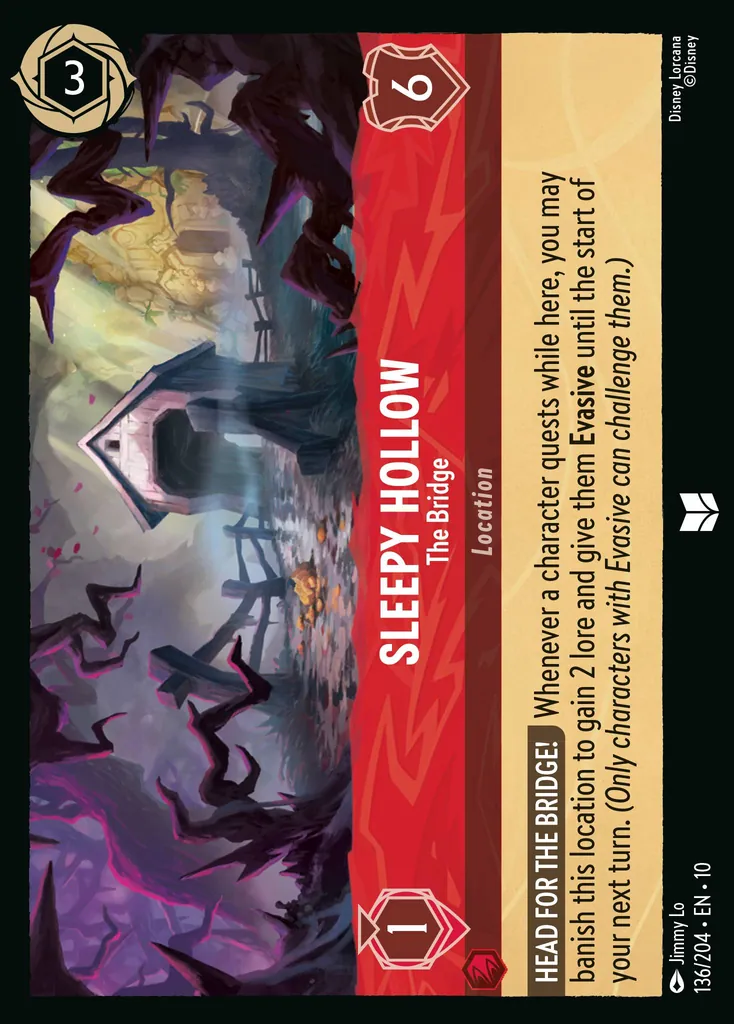 3
SLEEPY HOLLOW
The Bridge
1
6
Location
HEAD FOR THE BRIDGE! Whenever a character quests while here, you may
banish this location to gain 2 lore and give them Evasive until the start of
your next turn. (Only characters with Evasive can challenge them.)
Jimmy Lo
136/204 • EN • 10
Disney Lorcana
©Disney